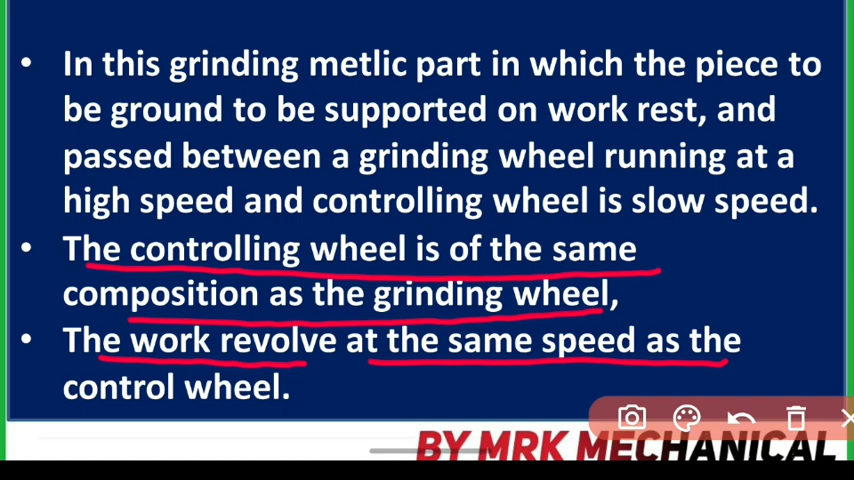 • In this grinding metlic part in which the piece to
be ground to be supported on work rest, and
passed between a grinding wheel running at a
high speed and controlling wheel is slow speed.
• The controlling wheel is of the same
composition as the grinding wheel,
• The work revolve at the same speed as the
control wheel.
BY MRK MECHANICAL